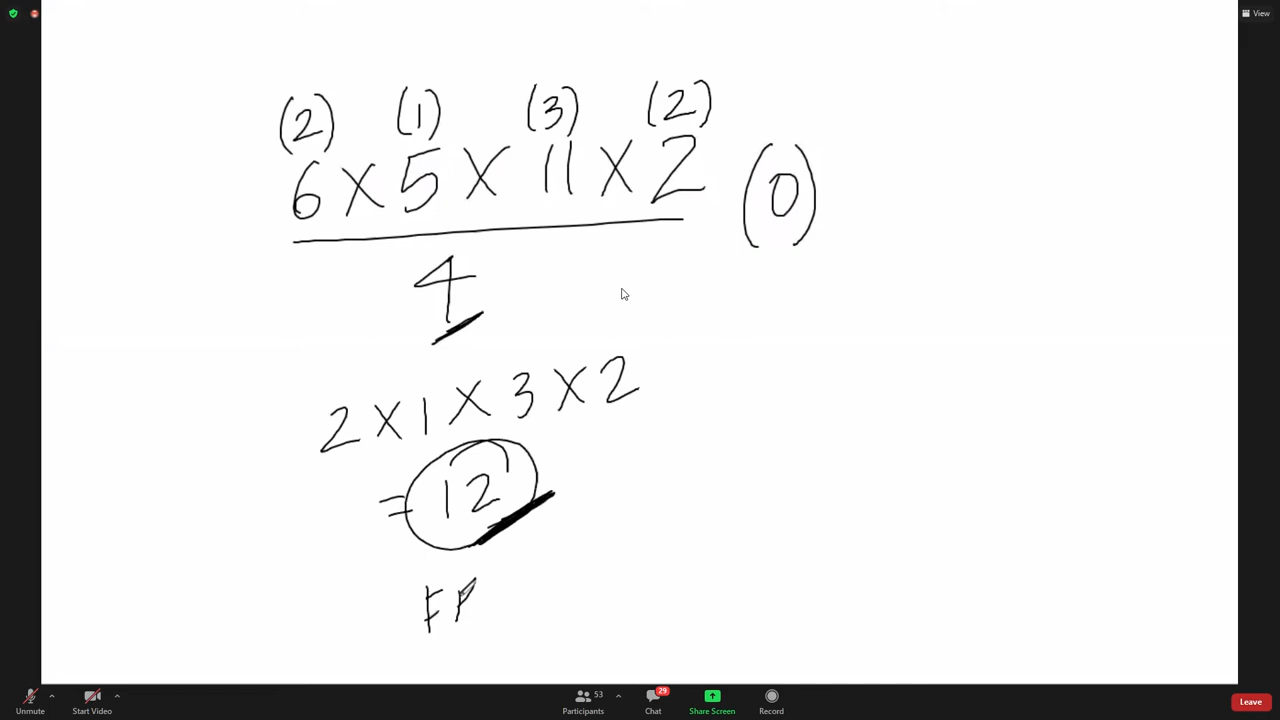 View
(2) (1) (3) (2)
6 X 5 X 11 X 2 (0)
4
2 X 1 X 3 X 2
= 12
FP
Unmute
Start Video
Participants 53
Chat 29
Share Screen
Record
Leave